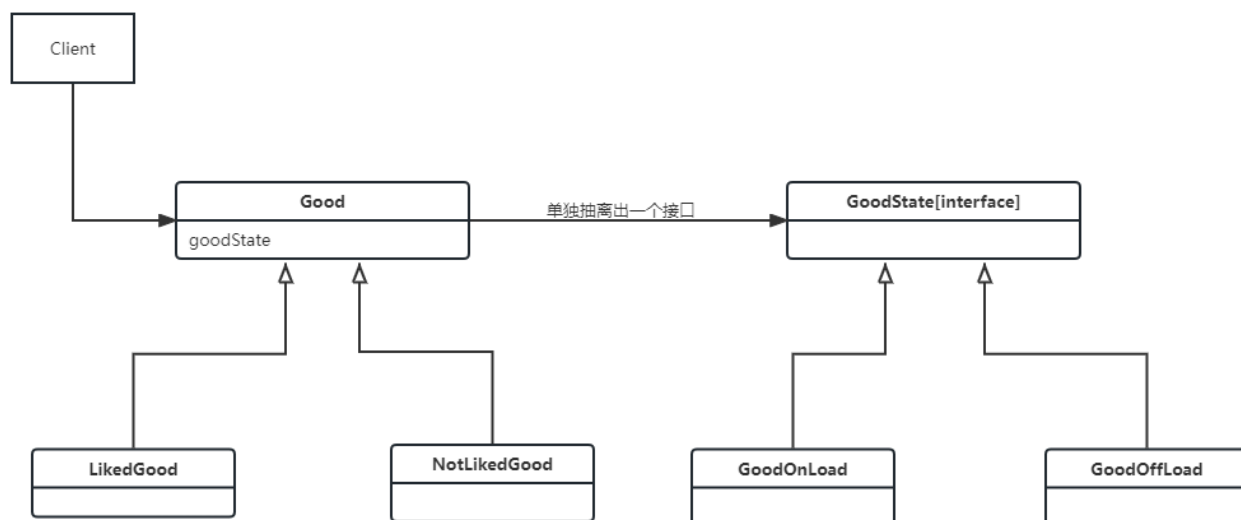 Client
Good
goodState
单独抽离出一个接口
GoodState[interface]
LikedGood
NotLikedGood
GoodOnLoad
GoodOffLoad